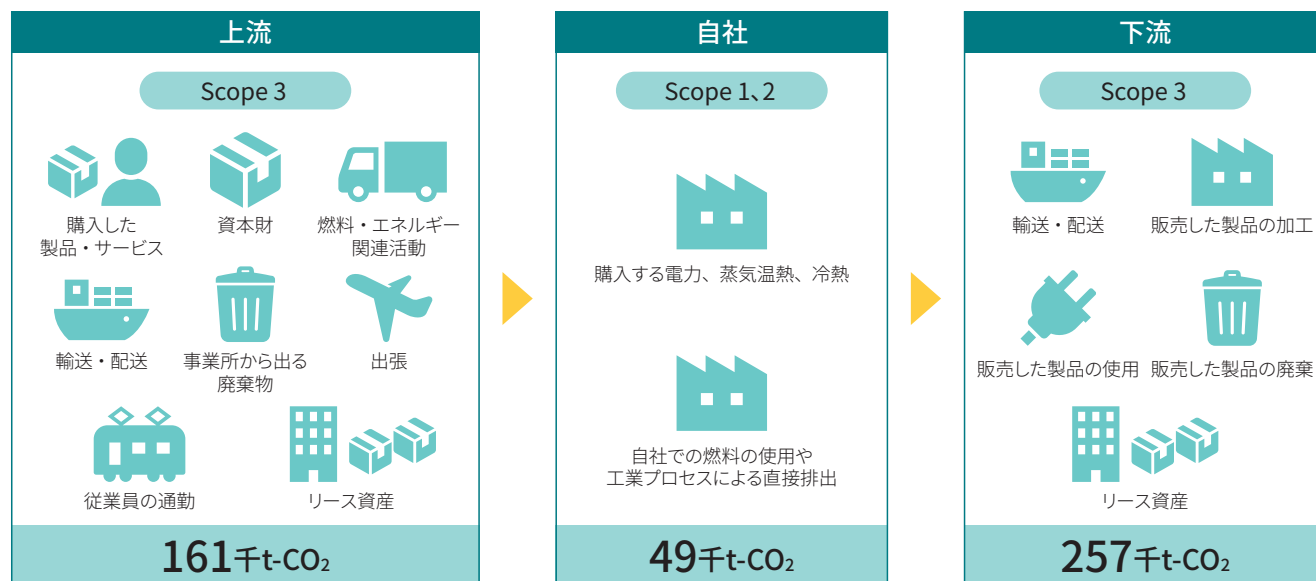 上流
Scope 3
購入した
製品・サービス
資本財
燃料・エネルギー
関連活動
輸送・配送
事業所から出る
廃棄物
出張
従業員の通勤
リース資産
161千t-CO₂
自社
Scope 1、2
購入する電力、蒸気温熱、冷熱
自社での燃料の使用や
工業プロセスによる直接排出
49千t-CO₂
下流
Scope 3
輸送・配送
販売した製品の加工
販売した製品の使用
販売した製品の廃棄
リース資産
257千t-CO₂